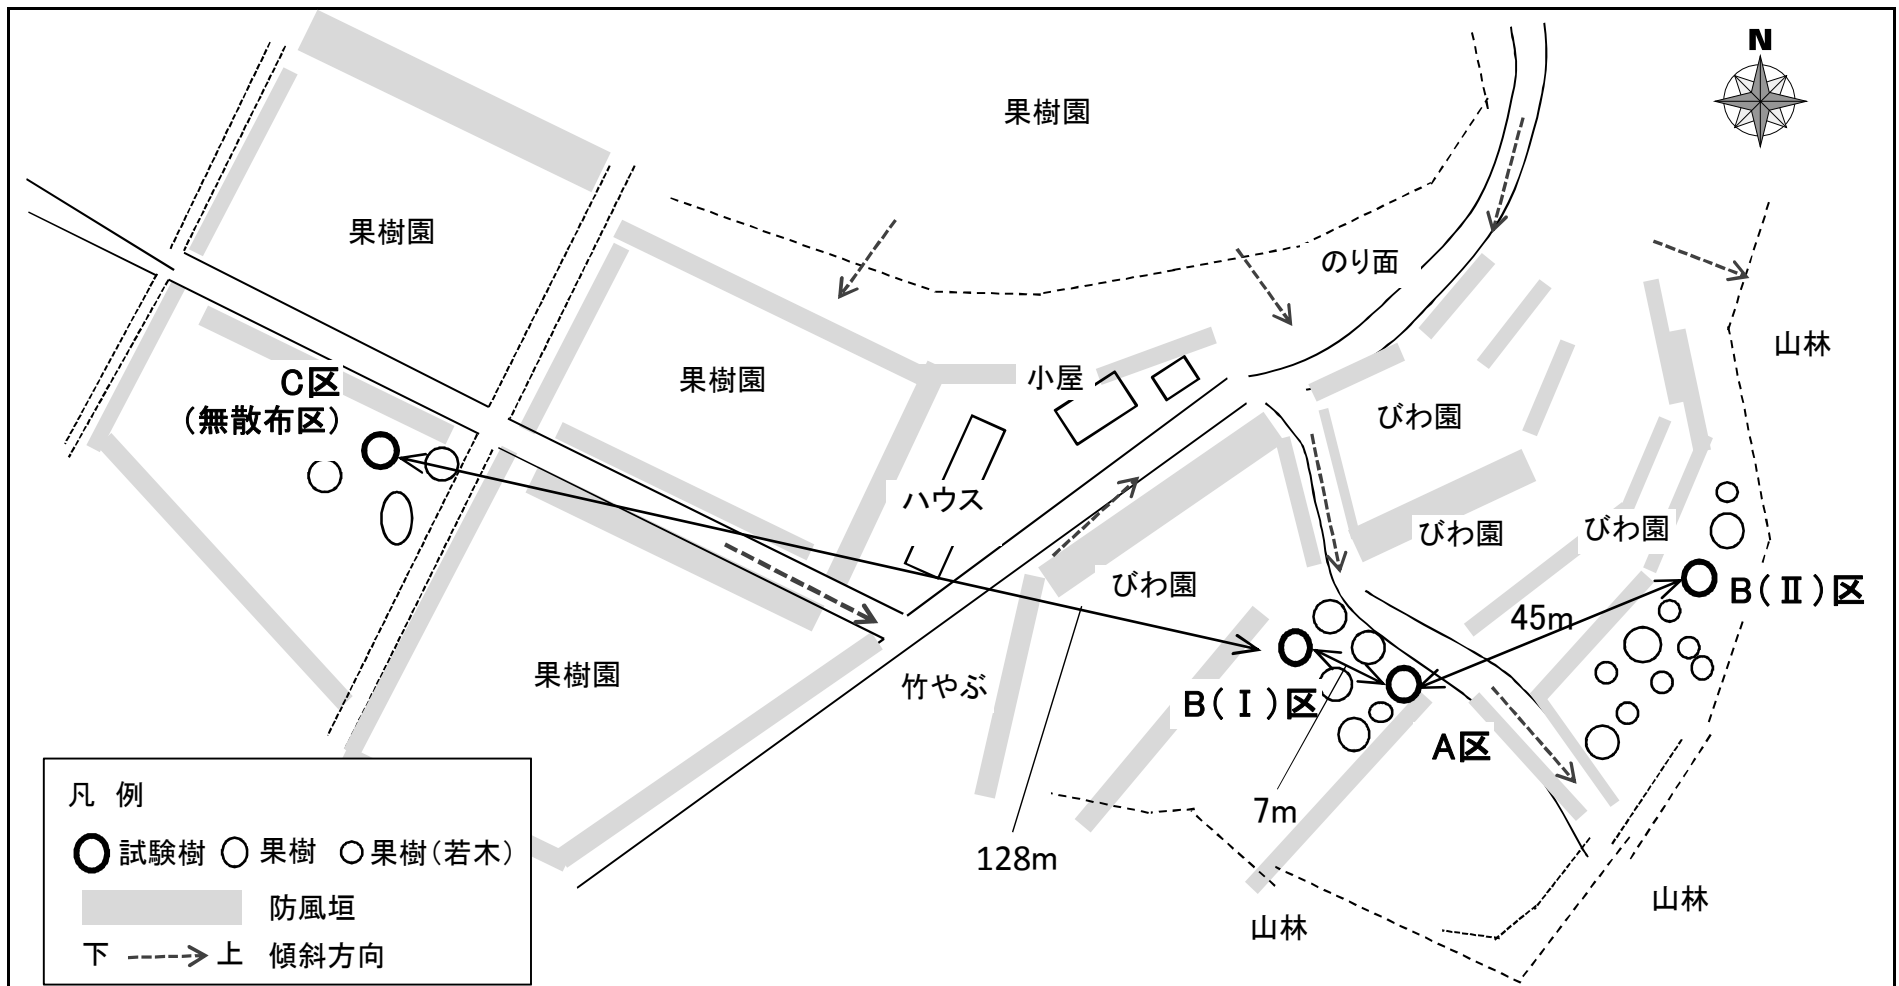 N
果樹園
果樹園
のり面
山林
C区
(無散布区)
果樹園
小屋
びわ園
ハウス
びわ園
びわ園
びわ園
B(Ⅱ)区
45m
果樹園
竹やぶ
B(Ⅰ)区
A区
7m
128m
山林
山林
凡 例
試験樹 果樹 果樹(若木)
防風垣
下 上 傾斜方向